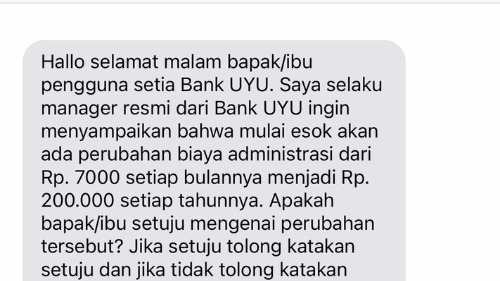 Hallo selamat malam bapak/ibu
pengguna setia Bank UYU. Saya selaku
manager resmi dari Bank UYU ingin
menyampaikan bahwa mulai esok akan
ada perubahan biaya administrasi dari
Rp. 7000 setiap bulannya menjadi Rp.
200.000 setiap tahunnya. Apakah
bapak/ibu setuju mengenai perubahan
tersebut? Jika setuju tolong katakan
setuju dan jika tidak tolong katakan